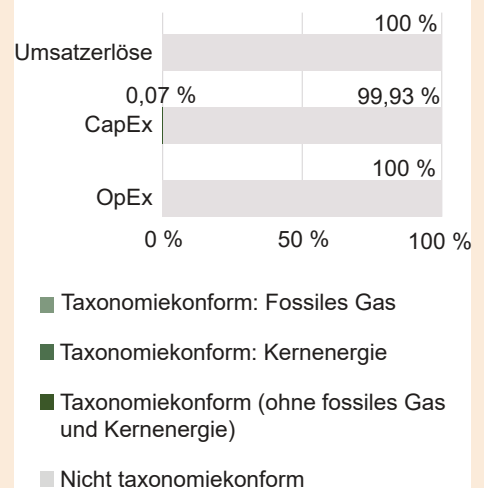 100 %
Umsatzerlöse
0,07 % 99,93 %
CapEx
100 %
OpEx
0 % 50 % 100 %
Taxonomiekonform: Fossiles Gas
Taxonomiekonform: Kernenergie
Taxonomiekonform (ohne fossiles Gas
und Kernenergie)
Nicht taxonomiekonform